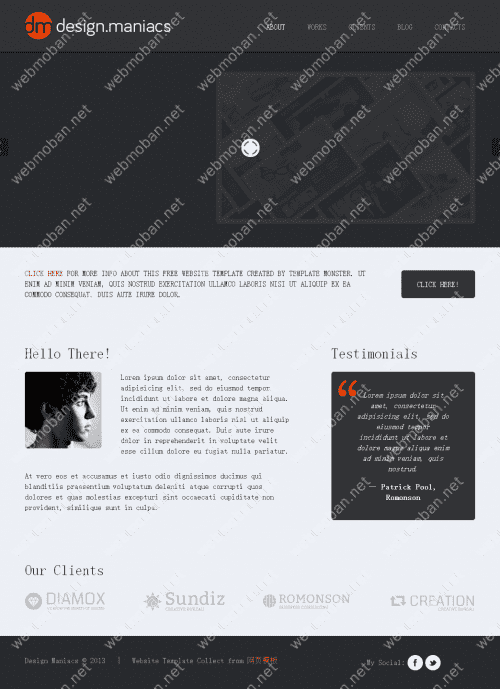 dm design.maniacs
ABOUT WORKS CLIENTS BLOG CONTACTS
webmoban.net
CLICK HERE FOR MORE INFO ABOUT THIS FREE WEBSITE TEMPLATE CREATED BY TEMPLATE MONSTER. UT
ENIM AD MINIM VENIAM, QUIS NOSTRUD EXERCITATION ULLAMCO LABORIS NISI UT ALIQUIP EX EA
COMMODO CONSEQUAT. DUIS AUTE IRURE DOLOR.
CLICK HERE!
Hello There!
Lorem ipsum dolor sit amet, consectetur
adipisicing elit, sed do eiusmod tempor
incididunt ut labore et dolore magna aliqua.
Ut enim ad minim veniam, quis nostrud
exercitation ullamco laboris nisi ut aliquip
ex ea commodo consequat. Duis aute irure
dolor in reprehenderit in voluptate velit
esse cillum dolore eu fugiat nulla pariatur.
At vero eos et accusamus et iusto odio dignissimos ducimus qui
blanditiis praesentium voluptatum deleniti atque corrupti quos
dolores et quas molestias excepturi sint occaecati cupiditate non
provident, similique sunt in culpa.
Testimonials
Lorem ipsum dolor sit
amet, consectetur
adipisicing elit, sed do
eiusmod tempor
incididunt ut labore et
dolore magna aliqua enim
ad minim veniam, quis
nostrud
— Patrick Pool,
Romonson
Our Clients
DIAMOX
Sundiz
ROMONSON
CREATION
Design Maniacs © 2013 | Website Template Collect from 网页模板
My Social: